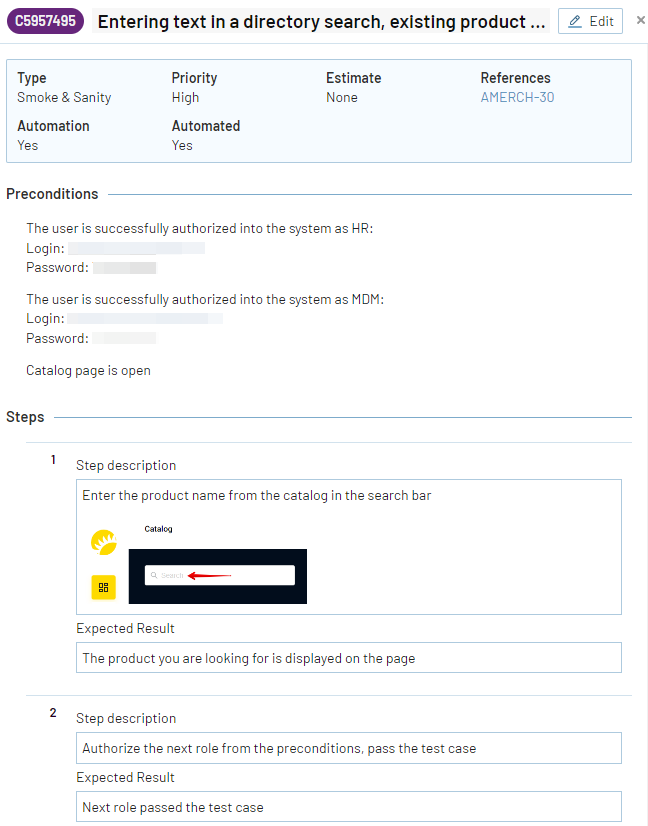 C5957495 Entering text in a directory search, existing product ... Edit
Type Priority Estimate References
Smoke & Sanity High None AMERCH-30
Automation Automated
Yes Yes
Preconditions
The user is successfully authorized into the system as HR:
Login:
Password:
The user is successfully authorized into the system as MDM:
Login:
Password:
Catalog page is open
Steps
1 Step description
Enter the product name from the catalog in the search bar
Catalog
Search
Expected Result
The product you are looking for is displayed on the page
2 Step description
Authorize the next role from the preconditions, pass the test case
Expected Result
Next role passed the test case